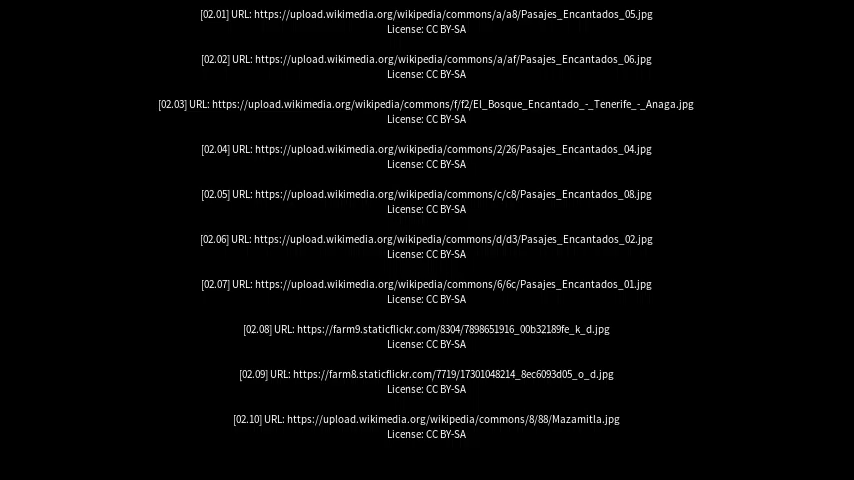 [02.01] URL: https://upload.wikimedia.org/wikipedia/commons/a/a8/Pasajes_Encantados_05.jpg
License: CC BY-SA
[02.02] URL: https://upload.wikimedia.org/wikipedia/commons/a/af/Pasajes_Encantados_06.jpg
License: CC BY-SA
[02.03] URL: https://upload.wikimedia.org/wikipedia/commons/f/f2/El_Bosque_Encantado_-_Tenerife_-_Anaga.jpg
License: CC BY-SA
[02.04] URL: https://upload.wikimedia.org/wikipedia/commons/2/26/Pasajes_Encantados_04.jpg
License: CC BY-SA
[02.05] URL: https://upload.wikimedia.org/wikipedia/commons/c/c8/Pasajes_Encantados_08.jpg
License: CC BY-SA
[02.06] URL: https://upload.wikimedia.org/wikipedia/commons/d/d3/Pasajes_Encantados_02.jpg
License: CC BY-SA
[02.07] URL: https://upload.wikimedia.org/wikipedia/commons/6/6c/Pasajes_Encantados_01.jpg
License: CC BY-SA
[02.08] URL: https://farm9.staticflickr.com/8304/7898651916_00b32189fe_k_d.jpg
License: CC BY-SA
[02.09] URL: https://farm8.staticflickr.com/7719/17301048214_8ec6093d05_o_d.jpg
License: CC BY-SA
[02.10] URL: https://upload.wikimedia.org/wikipedia/commons/8/88/Mazamitla.jpg
License: CC BY-SA